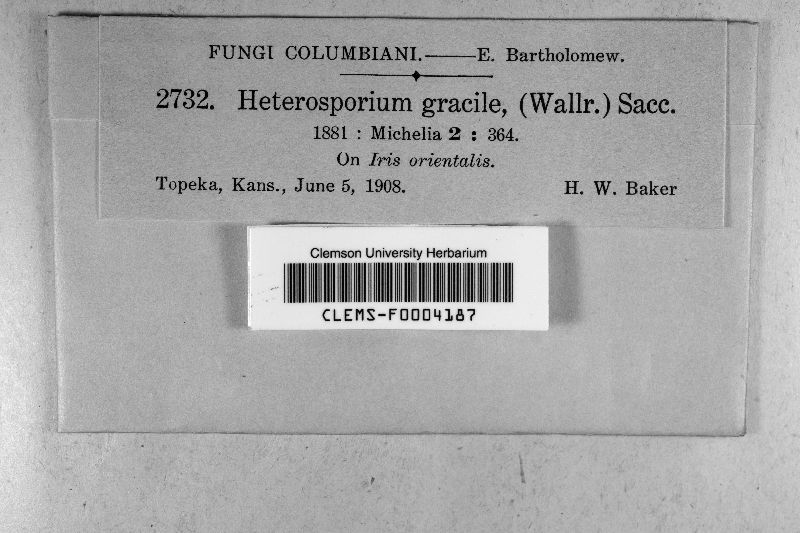 FUNGI COLUMBIANI.——E. Bartholomew.
2732. Heterosporium gracile, (Wallr.) Sacc.
1881 : Michelia 2 : 364.
On Iris orientalis.
Topeka, Kans., June 5, 1908. H. W. Baker
Clemson University Herbarium
CLEMS-F0004187